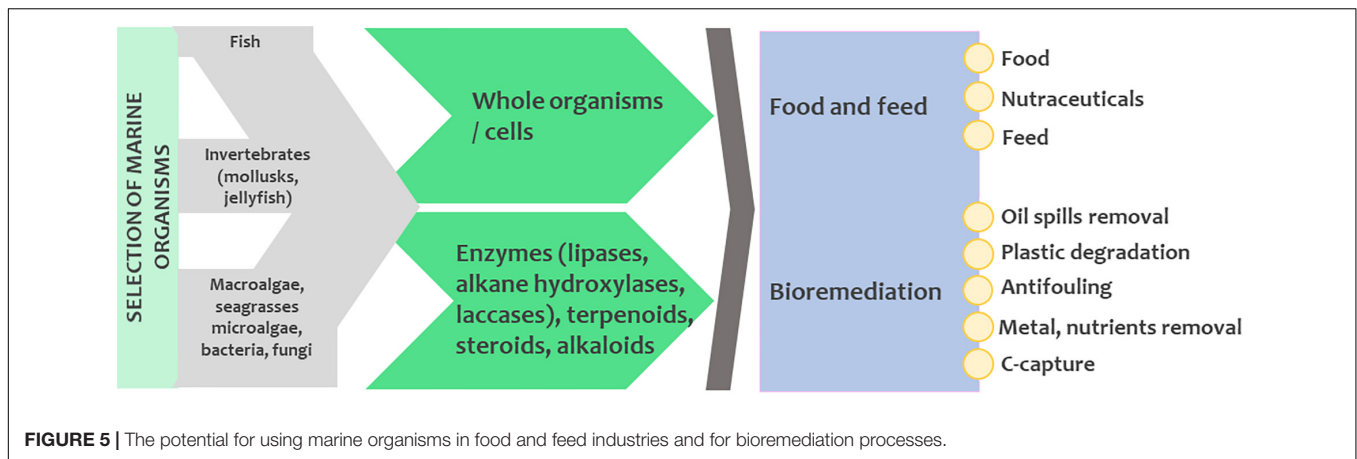 SELECTION OF MARINE
ORGANISMS
Fish
Invertebrates
(mollusks,
jellyfish)
Macroalgae,
seagrasses
microalgae,
bacteria, fungi
Whole organisms
/ cells
Enzymes (lipases,
alkane hydroxylases,
laccases), terpenoids,
steroids, alkaloids
Food and feed
Food
Nutraceuticals
Feed
Bioremediation
Oil spills removal
Plastic degradation
Antifouling
Metal, nutrients removal
C-capture
FIGURE 5 | The potential for using marine organisms in food and feed industries and for bioremediation processes.